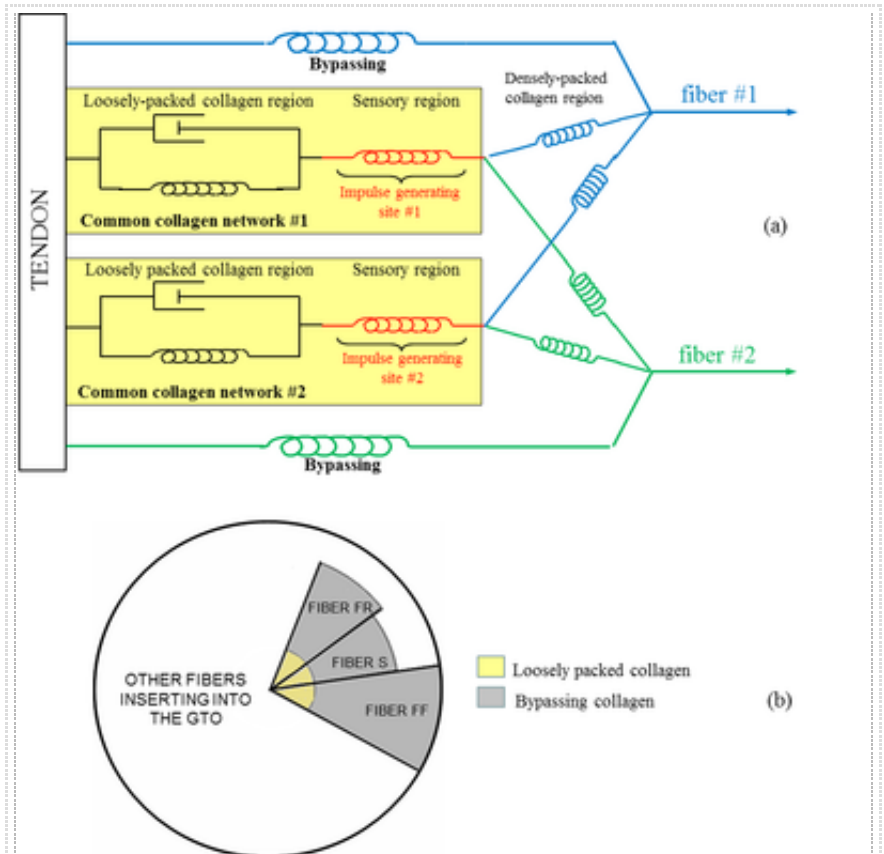 TENDON
Bypassing
Loosely-packed collagen region
Sensory region
Impulse generating
site #1
Common collagen network #1
Densely-packed
collagen region
fiber #1
(a)
Loosely packed collagen region
Sensory region
Impulse generating
site #2
Common collagen network #2
fiber #2
Bypassing
FIBER FR
FIBER S
FIBER FF
OTHER FIBERS
INSERTING INTO
THE GTO
Loosely packed collagen
Bypassing collagen
(b)